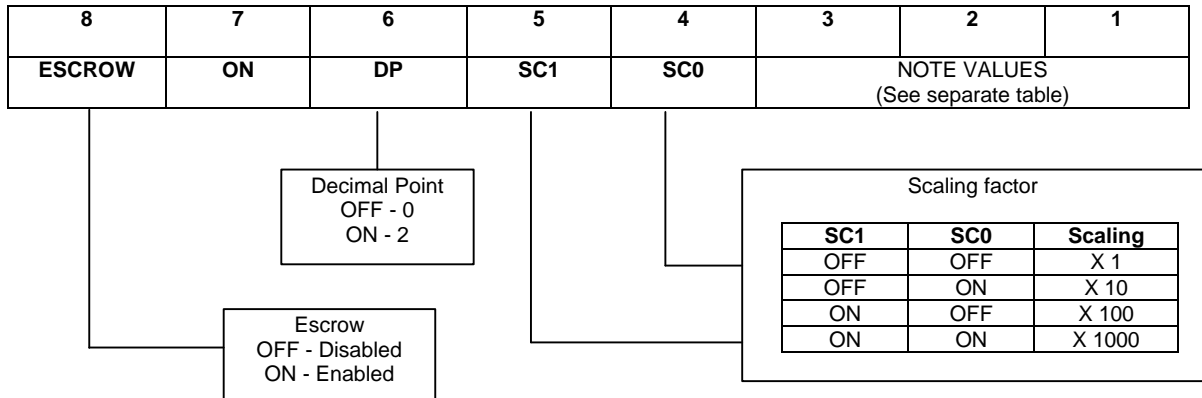 8 7 6 5 4 3 2 1
ESCROW ON DP SC1 SC0 NOTE VALUES
(See separate table)
Decimal Point
OFF - 0
ON - 2
Scaling factor
SC1 SC0 Scaling
OFF OFF X 1
OFF ON X 10
ON OFF X 100
ON ON X 1000
Escrow
OFF - Disabled
ON - Enabled